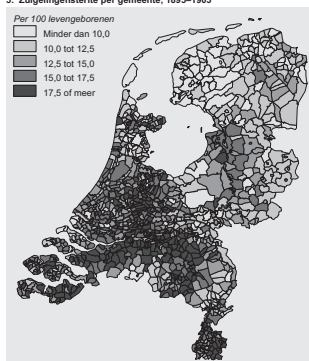 3. Zuigelingensterfte per gemeente, 1895–1903
Per 100 levengeborenen
Minder dan 10,0
10,0 tot 12,5
12,5 tot 15,0
15,0 tot 17,5
17,5 of meer